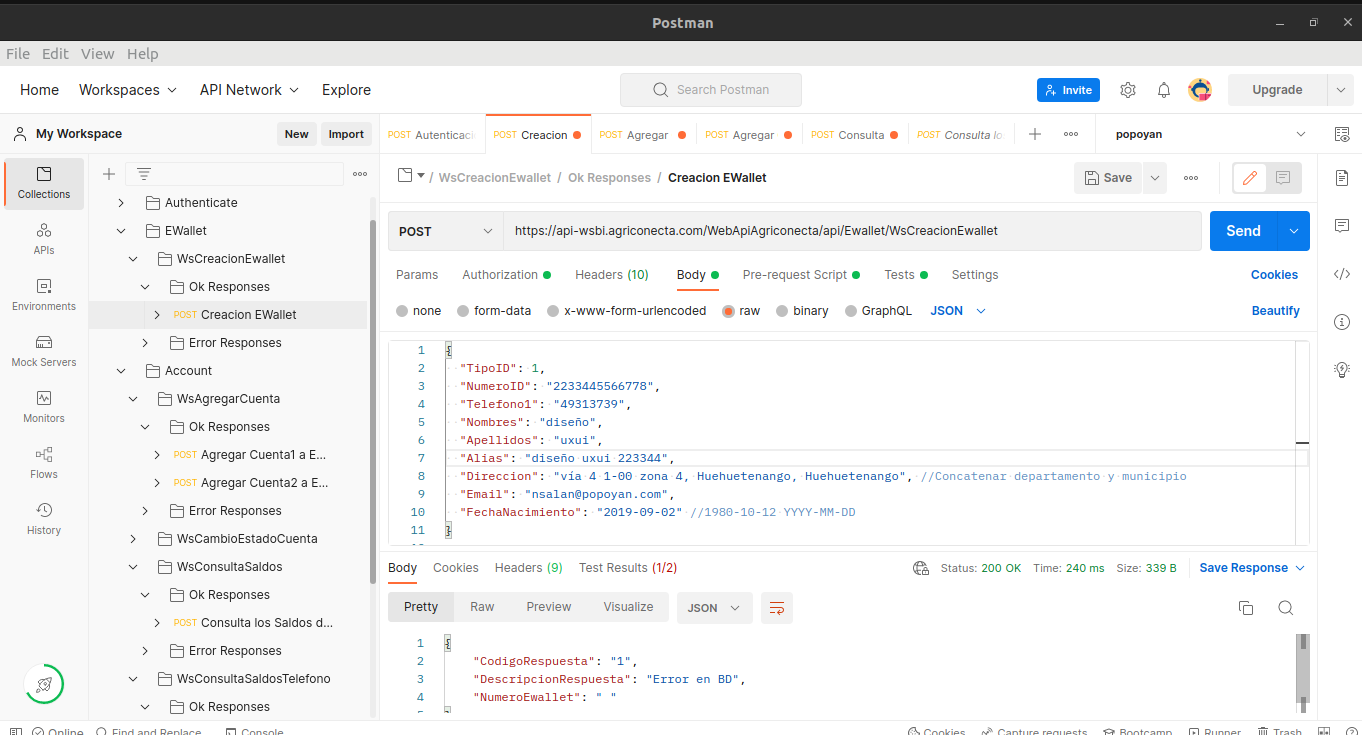 Postman
File Edit View Help
Home Workspaces API Network Explore Search Postman Invite Upgrade
My Workspace New Import
POST Autenticaci POST Creacion POST Agregar POST Agregar POST Consulta POST Consulta lo popoyan
Collections
APIs
Environments
Mock Servers
Monitors
Flows
History
Authenticate
EWallet
WsCreacionEwallet
Ok Responses
POST Creacion EWallet
Error Responses
Account
WsAgregarCuenta
Ok Responses
POST Agregar Cuenta1 a E...
POST Agregar Cuenta2 a E...
Error Responses
WsCambioEstadoCuenta
WsConsultaSaldos
Ok Responses
POST Consulta los Saldos d...
Error Responses
WsConsultaSaldosTelefono
Ok Responses
/ WsCreacionEwallet / Ok Responses / Creacion EWallet Save
POST https://api-wsbi.agriconecta.com/WebApiAgriconecta/api/Ewallet/WsCreacionEwallet Send
Params Authorization Headers (10) Body Pre-request Script Tests Settings Cookies
none form-data x-www-form-urlencoded raw binary GraphQL JSON Beautify
1 {
2 "TipoID": 1,
3 "NumeroID": "2233445566778",
4 "Telefono1": "49313739",
5 "Nombres": "diseño",
6 "Apellidos": "uxui",
7 "Alias": "diseño uxui 223344",
8 "Direccion": "vía 4 1-00 zona 4, Huehuetenango, Huehuetenango", //Concatenar departamento y municipio
9 "Email": "nsalan@popoyan.com",
10 "FechaNacimiento": "2019-09-02" //1980-10-12 YYYY-MM-DD
11 }
Body Cookies Headers (9) Test Results (1/2) Status: 200 OK Time: 240 ms Size: 339 B Save Response
Pretty Raw Preview Visualize JSON
1 {
2 "CodigoRespuesta": "1",
3 "DescripcionRespuesta": "Error en BD",
4 "NumeroEwallet": " "
5 }
Online Find and Replace Console Cookies Capture requests Bootcamp Runner Trash